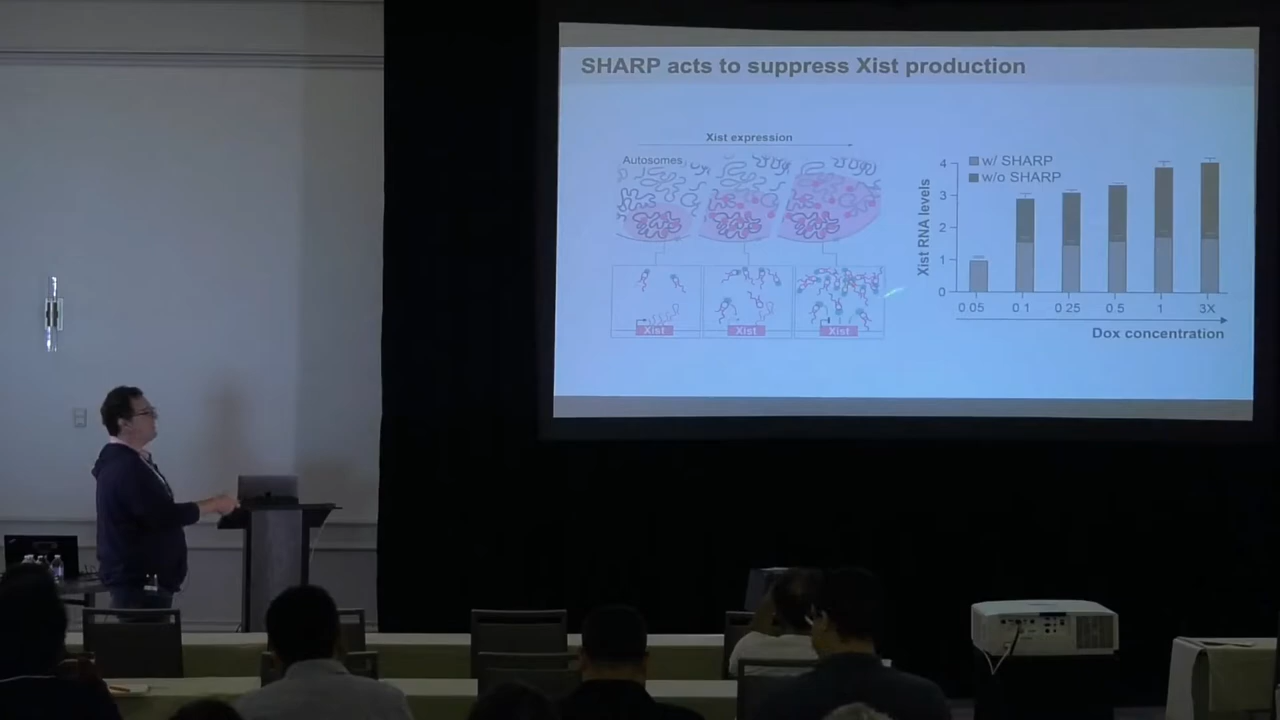 SHARP acts to suppress Xist production
Xist expression
Autosomes
Xist
Xist
Xist
w/ SHARP
w/o SHARP
Xist RNA levels
4
3
2
1
0
0 05
0 1
0 25
0 5
1
3X
Dox concentration